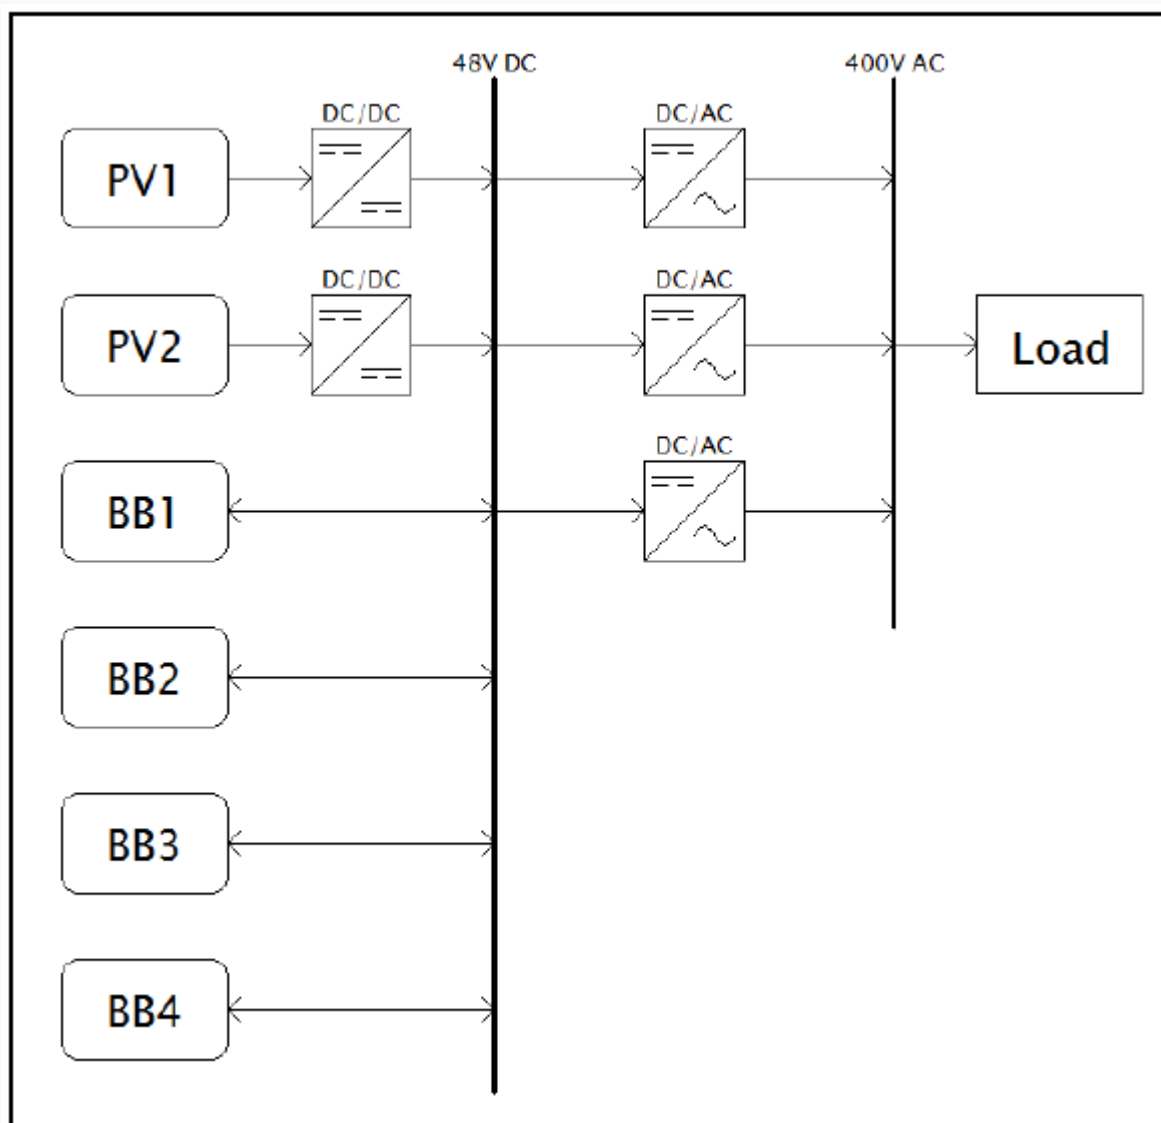 48V DC
400V AC
DC/DC
DC/AC
PV1
DC/DC
DC/AC
PV2
Load
DC/AC
BB1
BB2
BB3
BB4